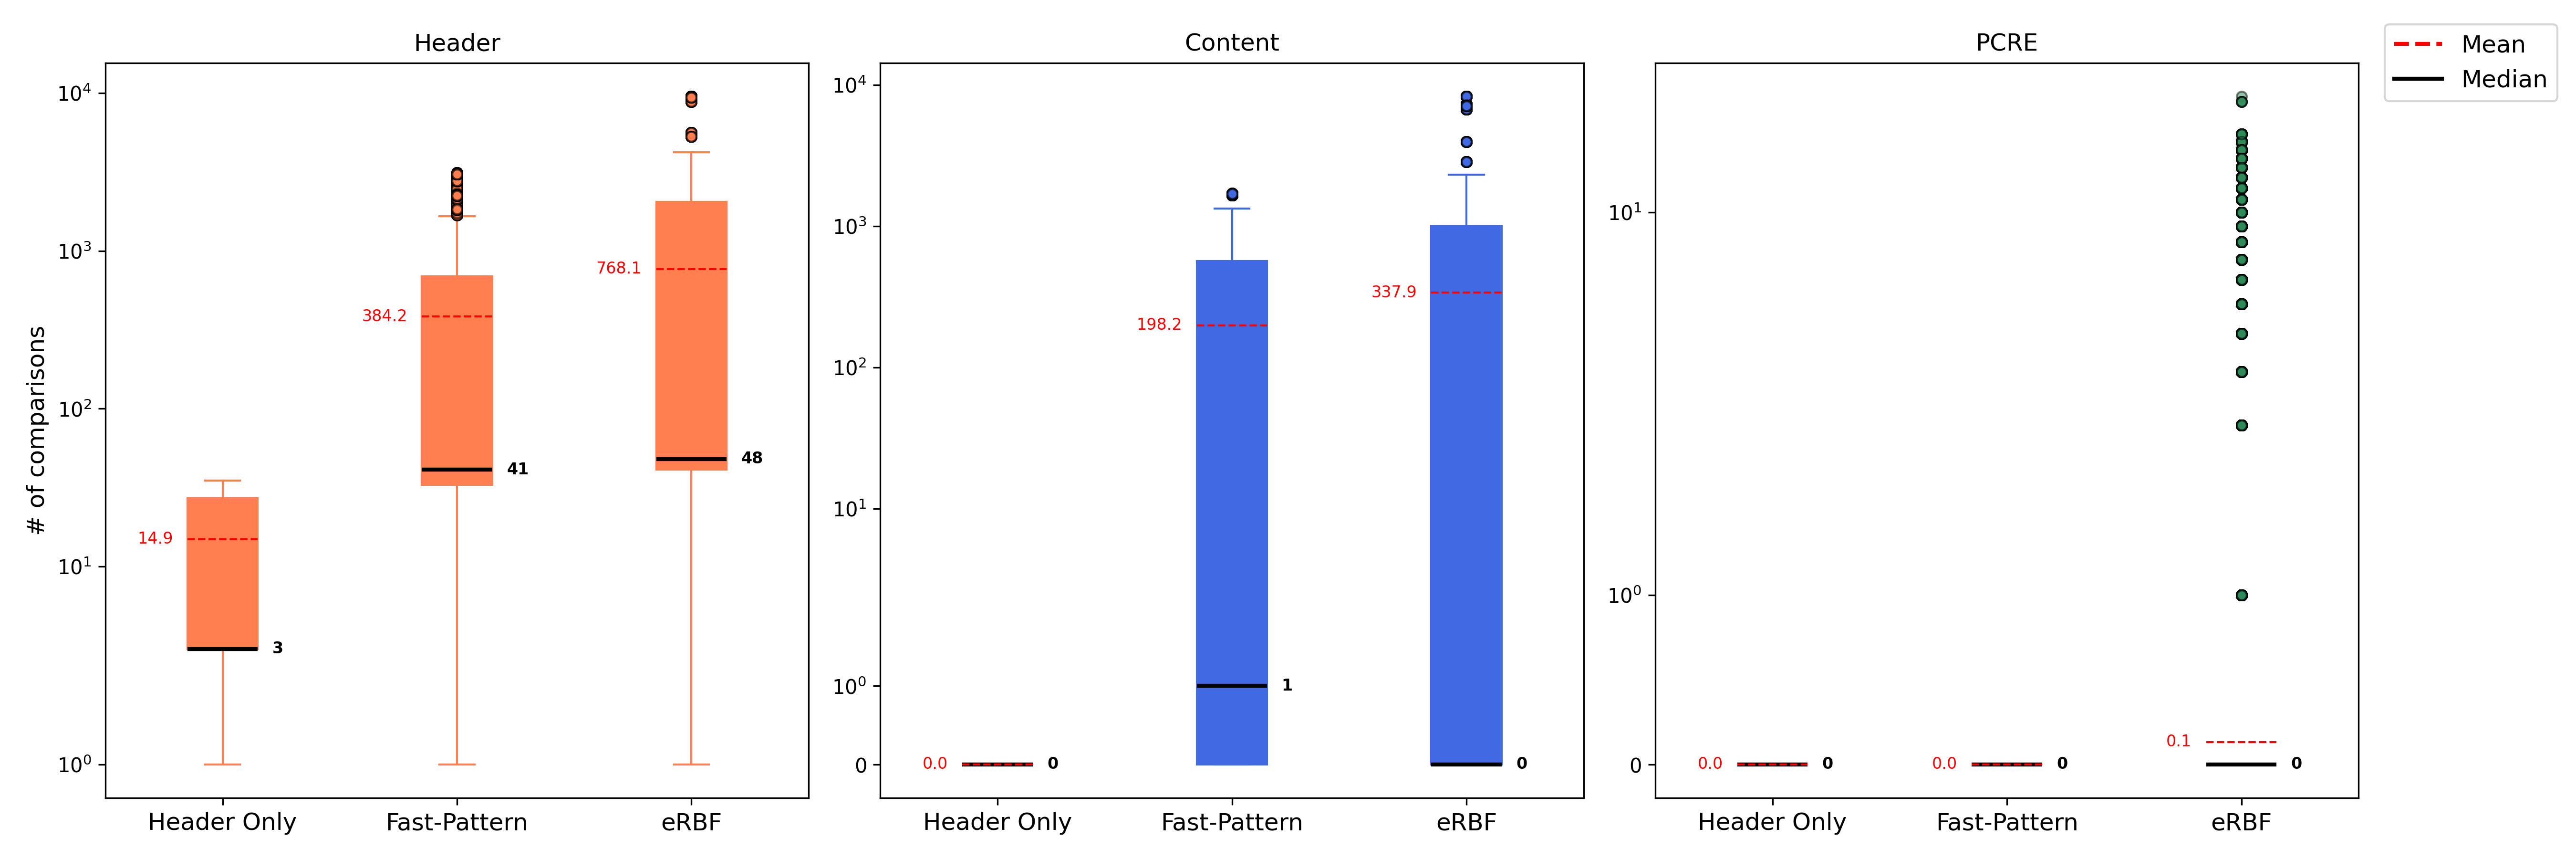 Header
Content
PCRE
Mean
Median
# of comparisons
10^4
10^3
10^2
10^1
10^0
14.9
3
384.2
41
768.1
48
Header Only
Fast-Pattern
eRBF
10^4
10^3
10^2
10^1
10^0
0
0.0
0
198.2
1
337.9
0
Header Only
Fast-Pattern
eRBF
10^1
10^0
0
0.0
0
0.0
0
0.1
0
Header Only
Fast-Pattern
eRBF